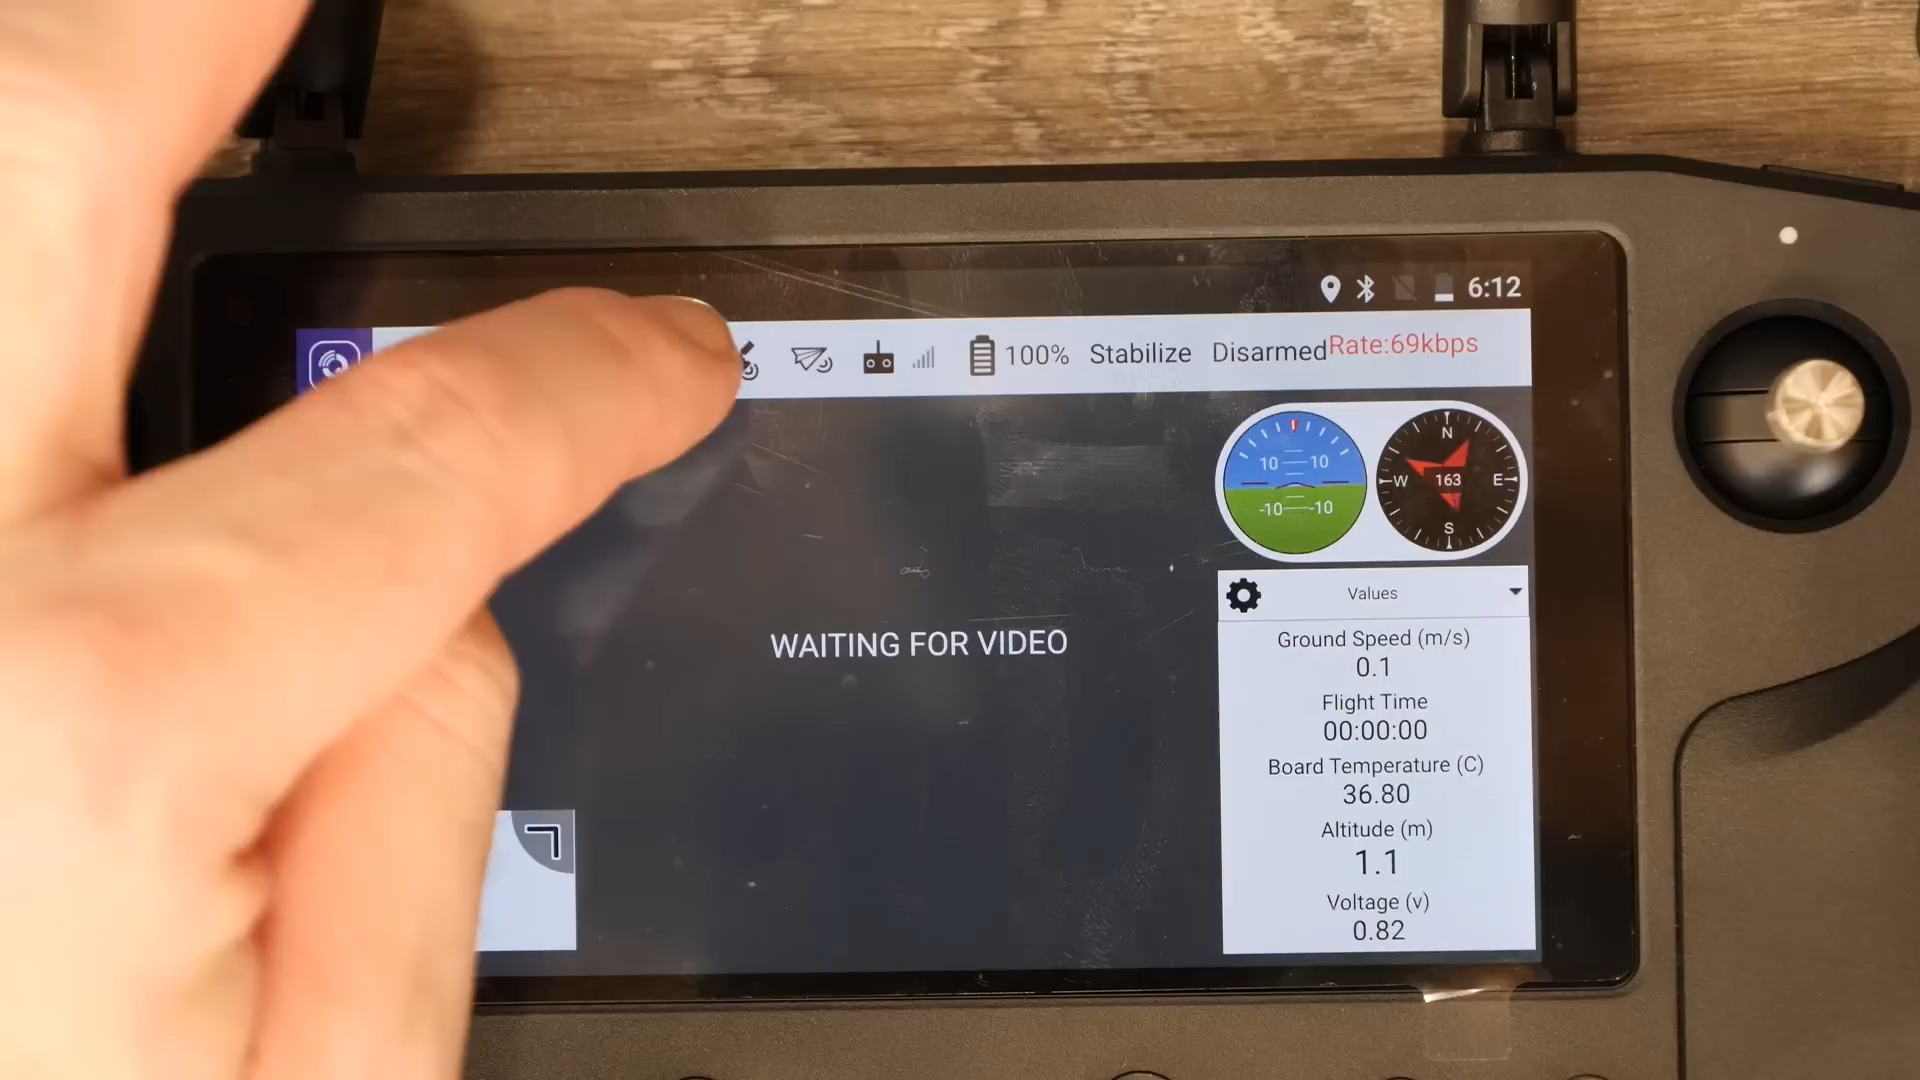 6:12
100% Stabilize Disarmed Rate:69kbps
10 10
-10 -10
N
W 163 E
S
Values
Ground Speed (m/s)
0.1
Flight Time
00:00:00
WAITING FOR VIDEO
Board Temperature (C)
36.80
Altitude (m)
1.1
Voltage (v)
0.82